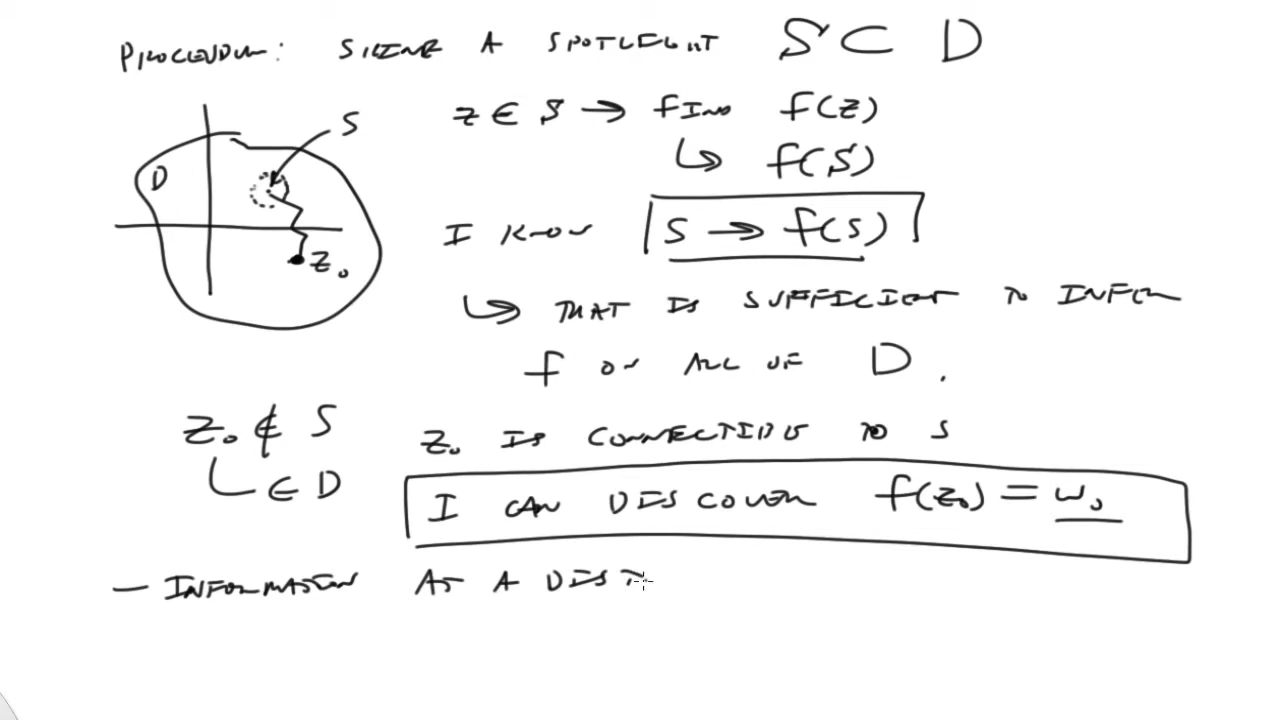 PROCEDURE: SHINE A SPOTLIGHT S ⊂ D
z ∈ S → FIND f(z)
↳ f(S)
I KNOW S → f(S)
↳ THAT IS SUFFICIENT TO INFER
f ON ALL OF D.
S
D
z₀
z₀ ∉ S
∈ D
z₀ IS CONNECTIBLE TO S
I CAN DISCOVER f(z₀) = w₀
— INFORMATION AT A DIST